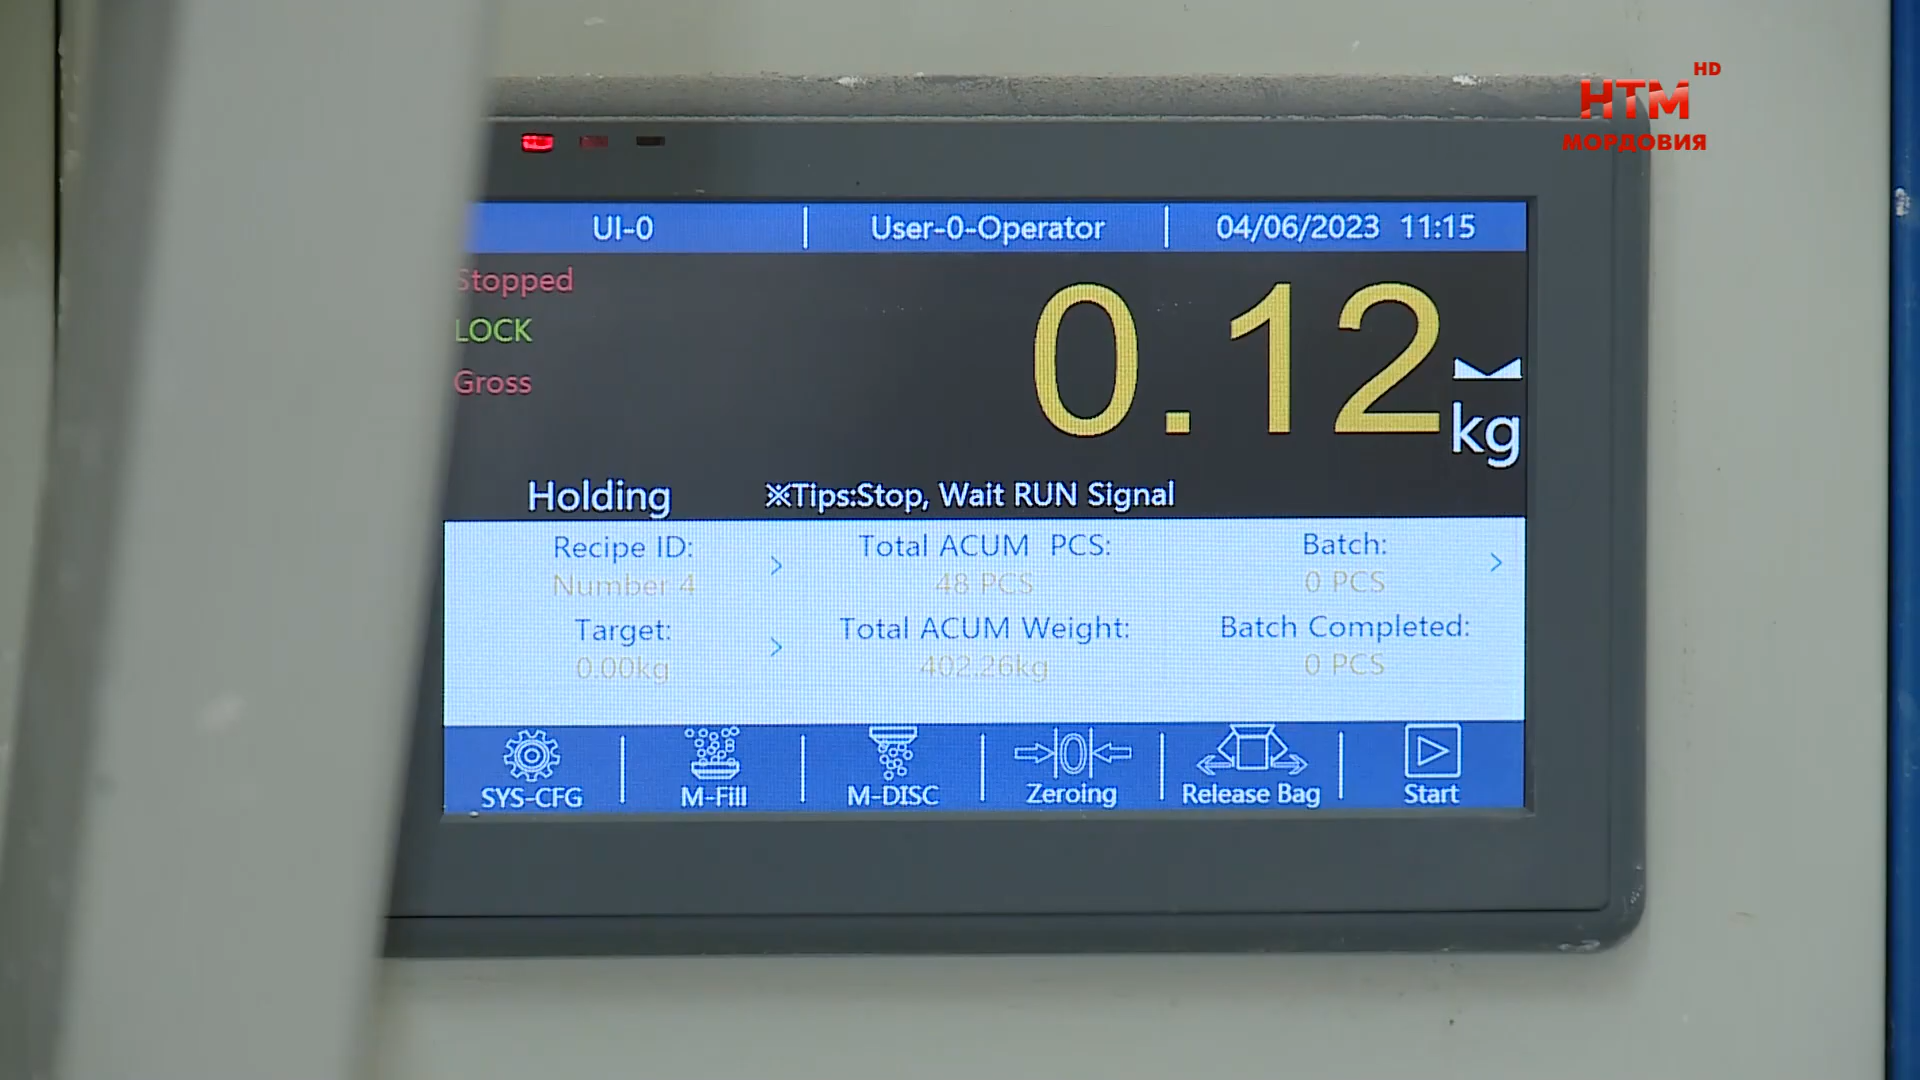 HD
НТМ
МОРДОВИЯ
UI-0 User-0-Operator 04/06/2023 11:15
Stopped
LOCK
Gross
0.12 kg
Holding ※Tips:Stop, Wait RUN Signal
Recipe ID: > Total ACUM PCS: Batch: >
Number 4 48 PCS 0 PCS
Target: > Total ACUM Weight: Batch Completed:
0.00kg 402.26kg 0 PCS
SYS-CFG M-Fill M-DISC Zeroing Release Bag Start